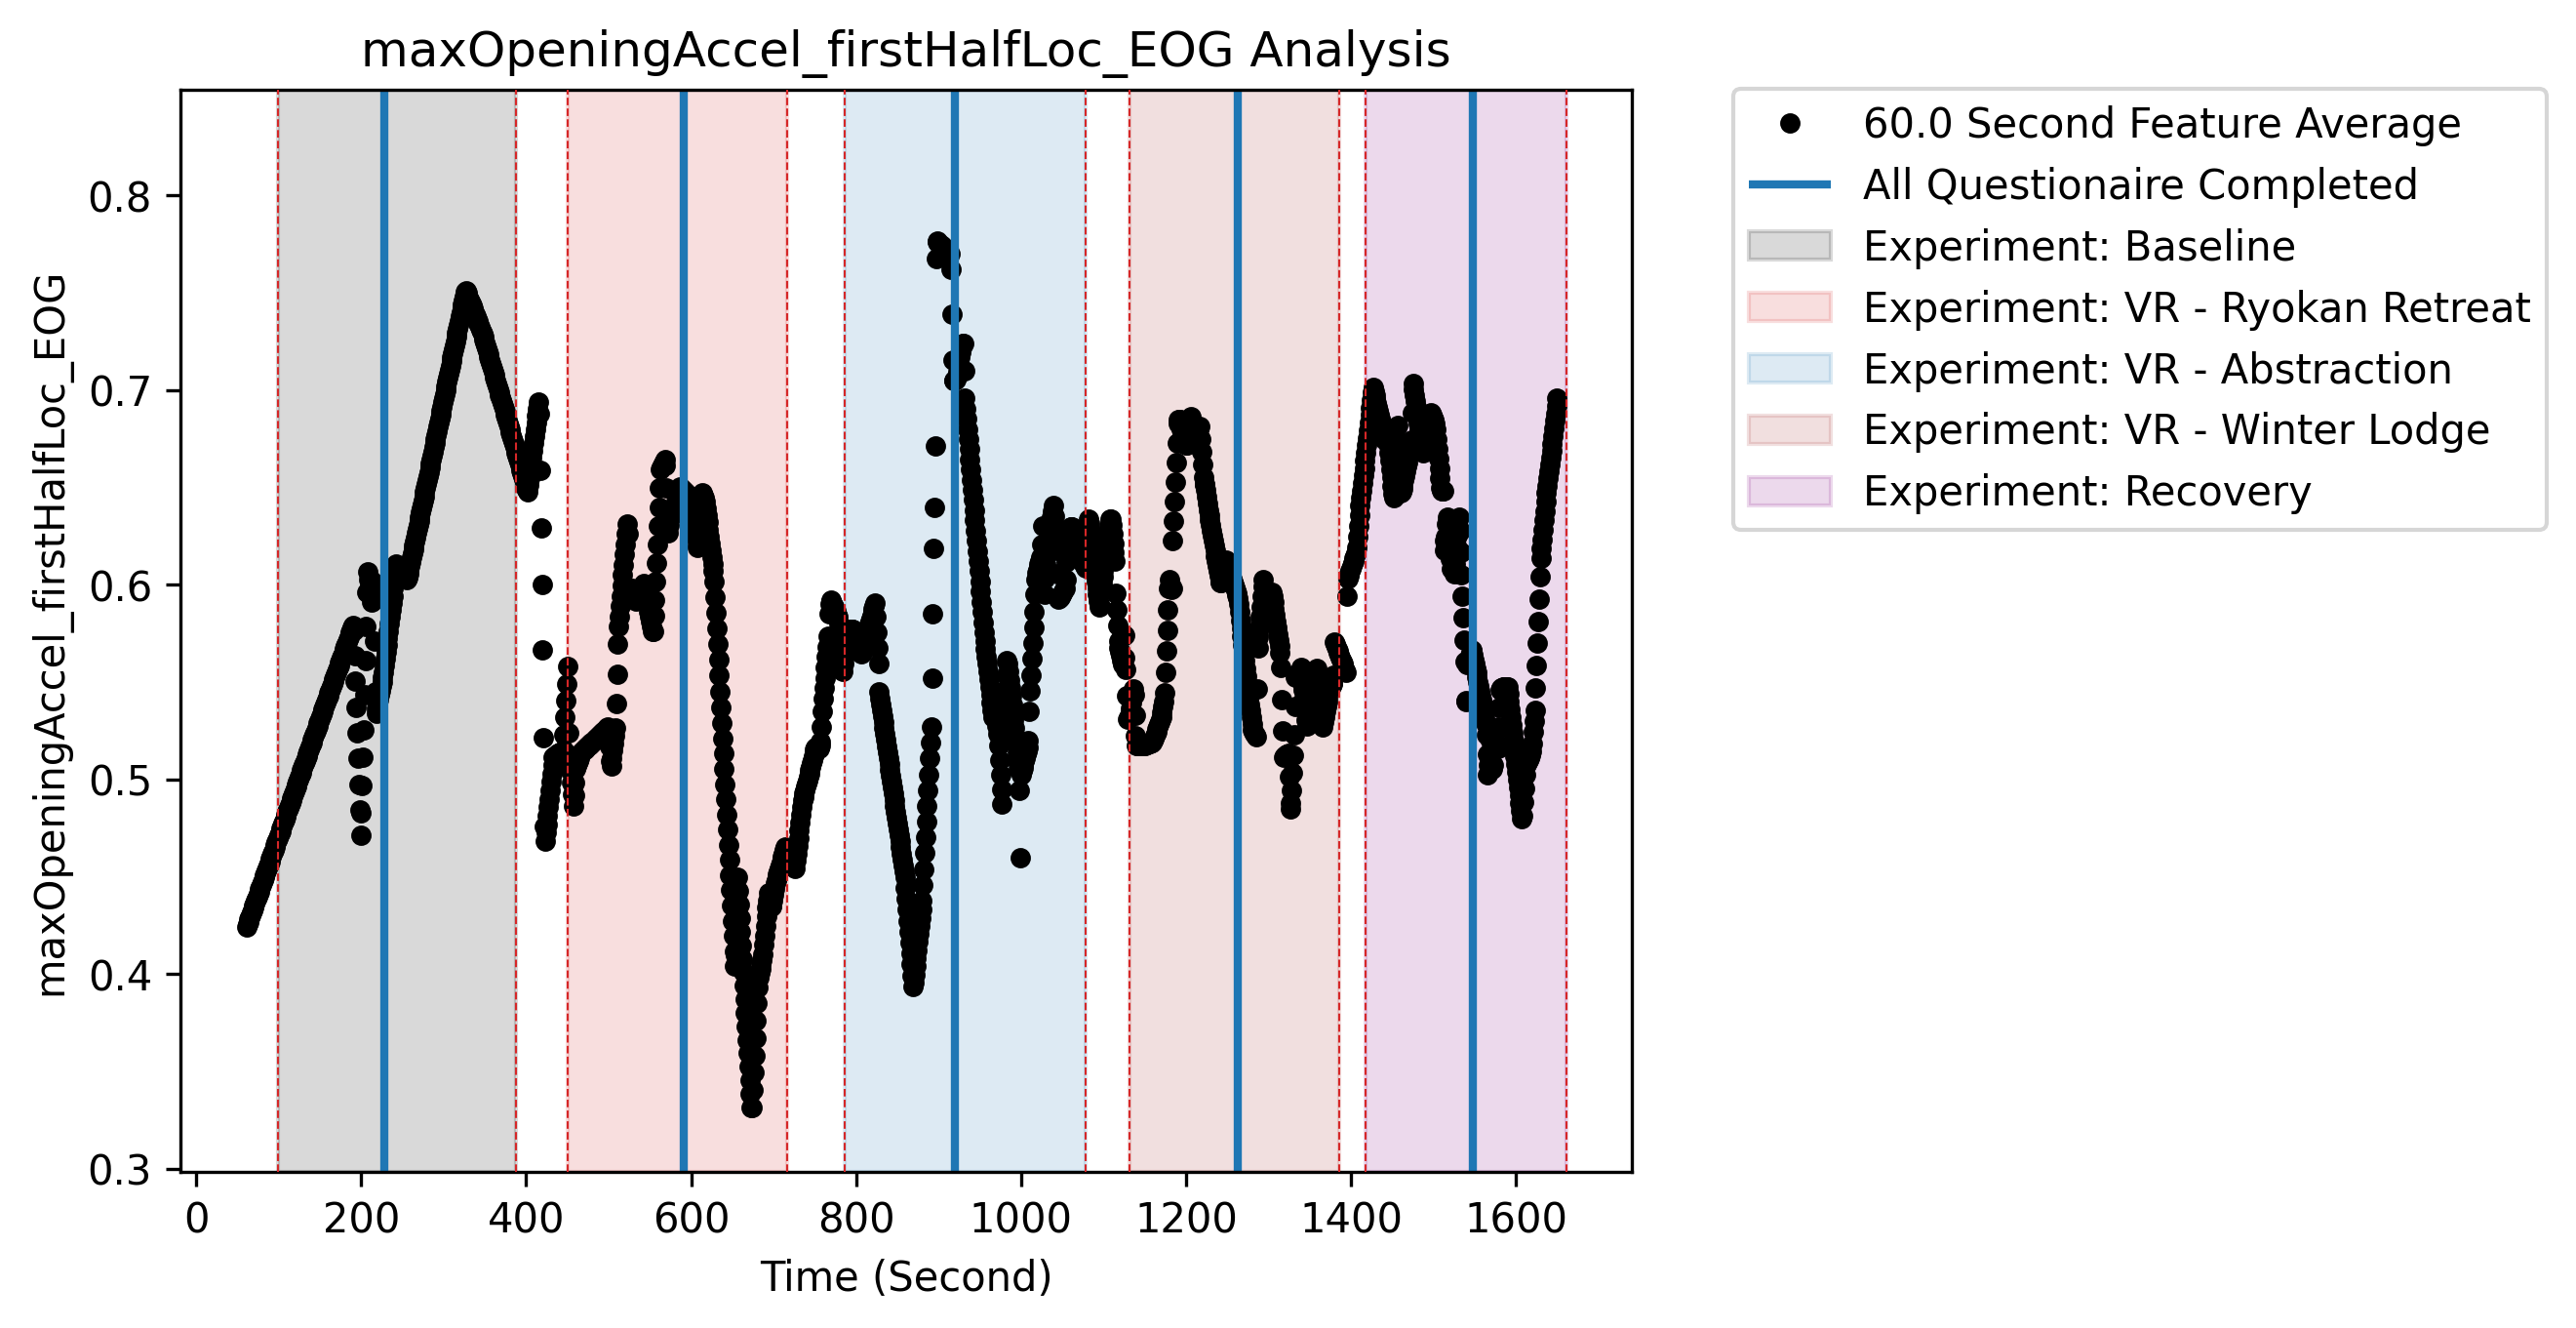 maxOpeningAccel_firstHalfLoc_EOG Analysis
maxOpeningAccel_firstHalfLoc_EOG
0.8
0.7
0.6
0.5
0.4
0.3
0 200 400 600 800 1000 1200 1400 1600
Time (Second)
60.0 Second Feature Average
All Questionaire Completed
Experiment: Baseline
Experiment: VR - Ryokan Retreat
Experiment: VR - Abstraction
Experiment: VR - Winter Lodge
Experiment: Recovery